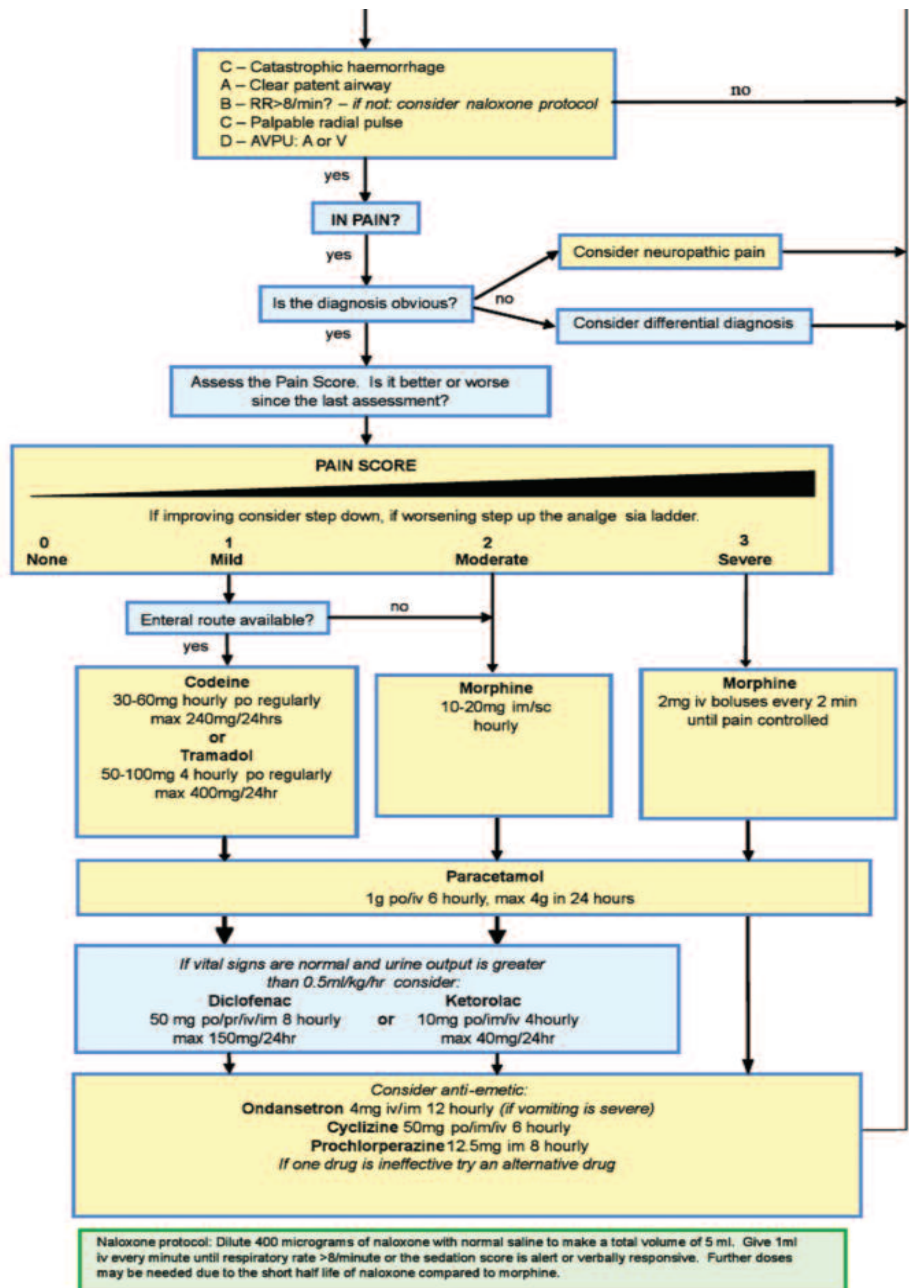 C – Catastrophic haemorrhage
A – Clear patent airway
B – RR>8/min? – if not: consider naloxone protocol
C – Palpable radial pulse
D – AVPU: A or V
no
yes
IN PAIN?
yes
Consider neuropathic pain
Is the diagnosis obvious?
no
Consider differential diagnosis
yes
Assess the Pain Score. Is it better or worse
since the last assessment?
PAIN SCORE
If improving consider step down, if worsening step up the analge sia ladder.
0 1 2 3
None Mild Moderate Severe
Enteral route available?
no
yes
Codeine
30-60mg hourly po regularly
max 240mg/24hrs
or
Tramadol
50-100mg 4 hourly po regularly
max 400mg/24hr
Morphine
10-20mg im/sc
hourly
Morphine
2mg iv boluses every 2 min
until pain controlled
Paracetamol
1g po/iv 6 hourly, max 4g in 24 hours
If vital signs are normal and urine output is greater
than 0.5ml/kg/hr consider:
Diclofenac
50 mg po/pr/iv/im 8 hourly
max 150mg/24hr
or
Ketorolac
10mg po/im/iv 4hourly
max 40mg/24hr
Consider anti-emetic:
Ondansetron 4mg iv/im 12 hourly (if vomiting is severe)
Cyclizine 50mg po/im/iv 6 hourly
Prochlorperazine 12.5mg im 8 hourly
If one drug is ineffective try an alternative drug
Naloxone protocol: Dilute 400 micrograms of naloxone with normal saline to make a total volume of 5 ml. Give 1ml
iv every minute until respiratory rate >8/minute or the sedation score is alert or verbally responsive. Further doses
may be needed due to the short half life of naloxone compared to morphine.